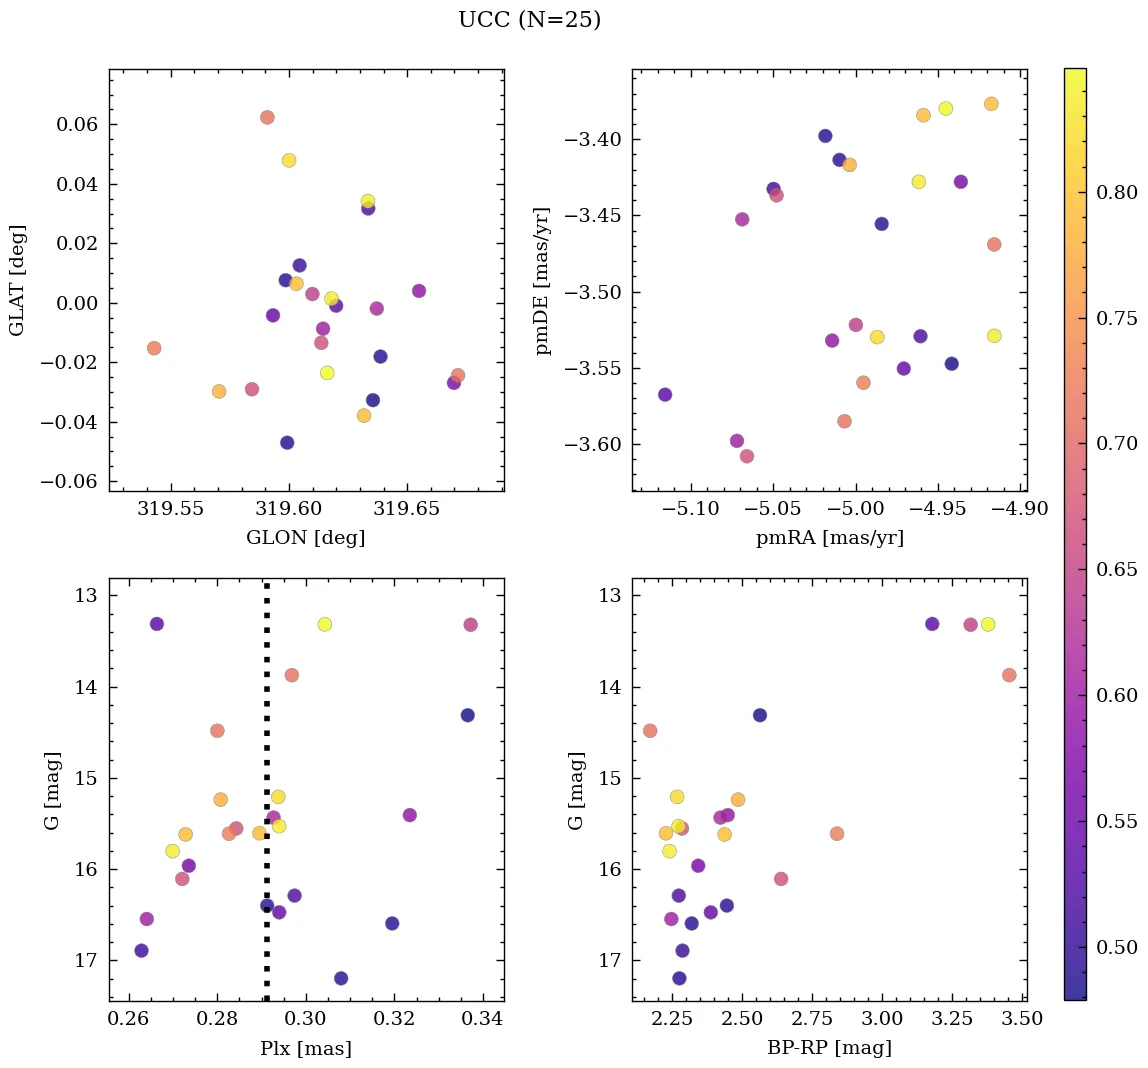 UCC (N=25)
0.06
0.04
0.02
0.00
−0.02
−0.04
−0.06
GLAT [deg]
319.55 319.60 319.65
GLON [deg]
−3.40
−3.45
−3.50
−3.55
−3.60
pmDE [mas/yr]
−5.10 −5.05 −5.00 −4.95 −4.90
pmRA [mas/yr]
13
14
15
16
17
G [mag]
0.26 0.28 0.30 0.32 0.34
Plx [mas]
13
14
15
16
17
G [mag]
2.25 2.50 2.75 3.00 3.25 3.50
BP-RP [mag]
0.80
0.75
0.70
0.65
0.60
0.55
0.50